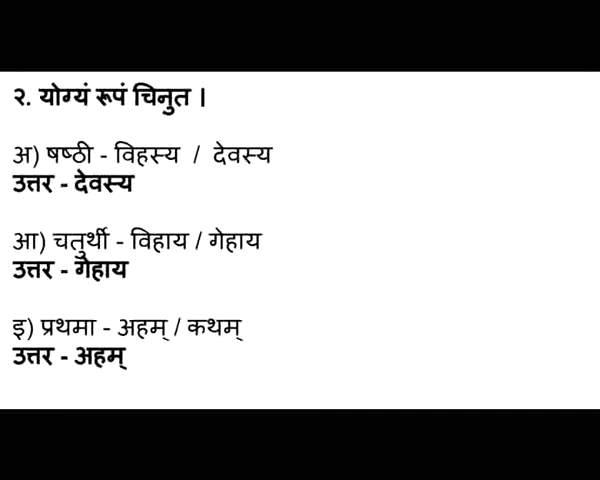 २. योग्यं रूपं चिनुत ।
अ) षष्ठी - विहस्य / देवस्य
उत्तर - देवस्य
आ) चतुर्थी - विहाय / गेहाय
उत्तर - गेहाय
इ) प्रथमा - अहम् / कथम्
उत्तर - अहम्